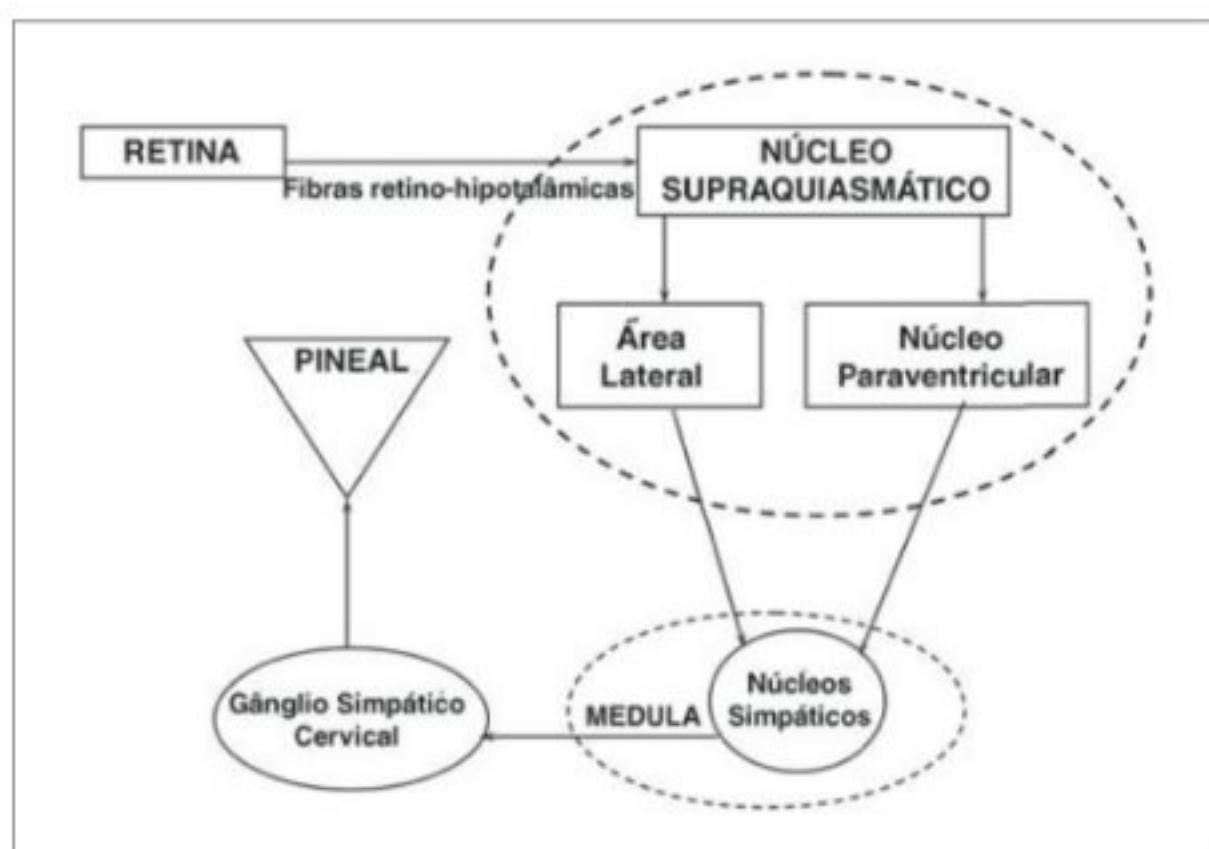 RETINA
Fibras retino-hipotalâmicas
NÚCLEO
SUPRAQUIASMÁTICO
Área
Lateral
Núcleo
Paraventricular
PINEAL
Núcleos
Simpáticos
MEDULA
Gânglio Simpático
Cervical